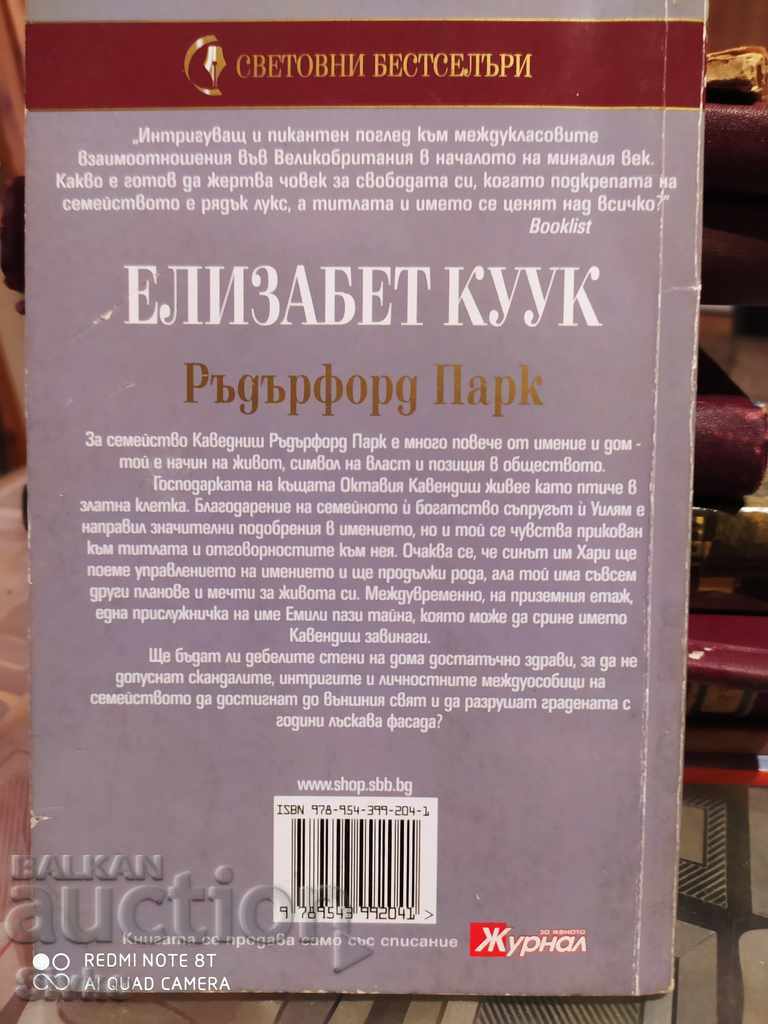 СВЕТОВНИ БЕСТСЕЛЪРИ
„Интригуващ и пикантен поглед към междукласовите
взаимоотношения във Великобритания в началото на миналия век.
Какво е готов да жертва човек за свободата си, когато подкрепата на
семейството е рядък лукс, а титлата и името се ценят над всичко?"
Booklist
ЕЛИЗАБЕТ КУУК
Ръдърфорд Парк
За семейство Каведниш Ръдърфорд Парк е много повече от имение и дом -
той е начин на живот, символ на власт и позиция в обществото.
Господарката на къщата Октавия Кавендиш живее като птиче в
златна клетка. Благодарение на семейното ѝ богатство съпругът ѝ Уилям е
направил значителни подобрения в имението, но и той се чувства прикован
към титлата и отговорностите към нея. Очаква се, че синът им Хари ще
поеме управлението на имението и ще продължи рода, ала той има съвсем
други планове и мечти за живота си. Междувременно, на приземния етаж,
една прислужничка на име Емили пази тайна, която може да срине името
Кавендиш завинаги.
Ще бъдат ли дебелите стени на дома достатъчно здрави, за да не
допуснат скандалите, интригите и личностните междуособици на
семейството да достигнат до външния свят и да разрушат градената с
години лъскава фасада?
www.shop.sbb.bg
ISBN 978-954-399-204-1
9 789543 992041 >
Книгата се продава само със списание
за жената
Журнал
BALKAN
auction
REDMI NOTE 8T
AI QUAD CAMERA